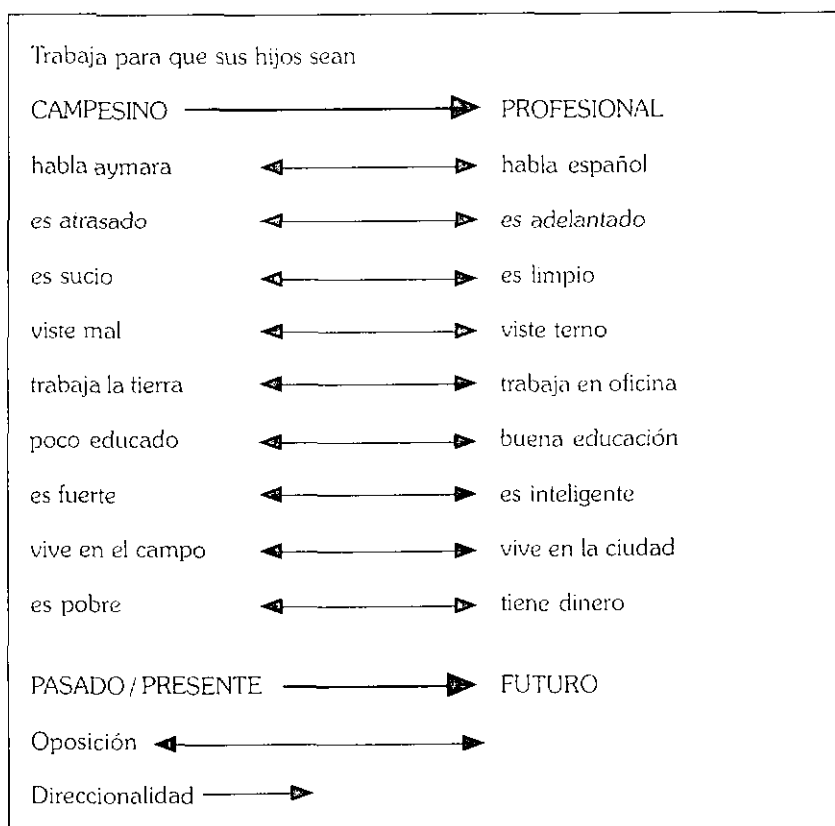 Trabaja para que sus hijos sean
CAMPESINO PROFESIONAL
habla aymara habla español
es atrasado es adelantado
es sucio es limpio
viste mal viste terno
trabaja la tierra trabaja en oficina
poco educado buena educación
es fuerte es inteligente
vive en el campo vive en la ciudad
es pobre tiene dinero
PASADO / PRESENTE FUTURO
Oposición
Direccionalidad